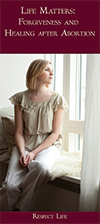 Life Matters:
Forgiveness and
Healing after Abortion
Respect Life